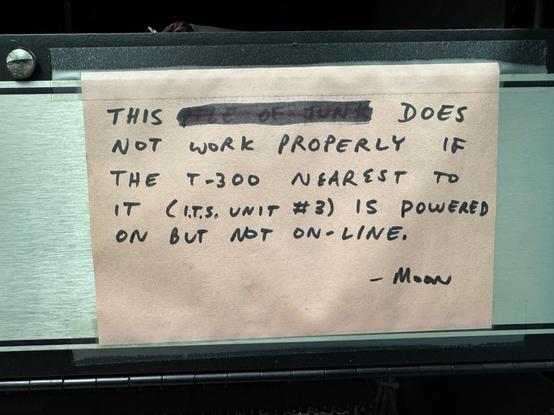 THIS PILE OF JUNK DOES
NOT WORK PROPERLY IF
THE T-300 NEAREST TO
IT (I.T.S. UNIT #3) IS POWERED
ON BUT NOT ON-LINE.
- Moon